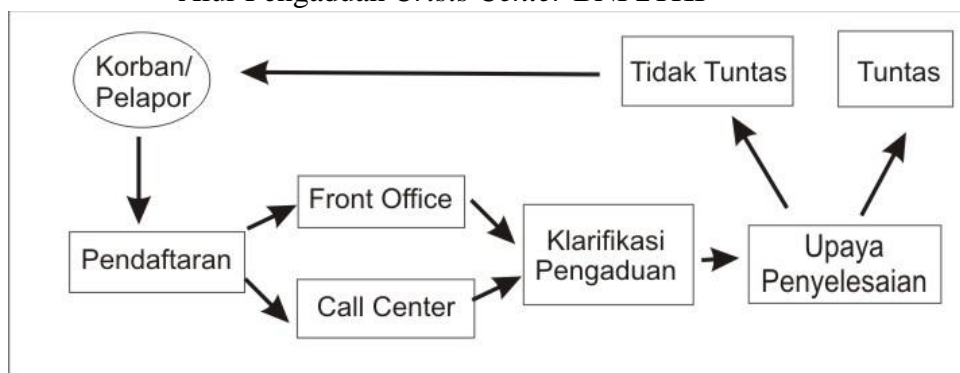 Korban/
Pelapor
Tidak Tuntas
Tuntas
Front Office
Pendaftaran
Klarifikasi
Pengaduan
Upaya
Penyelesaian
Call Center